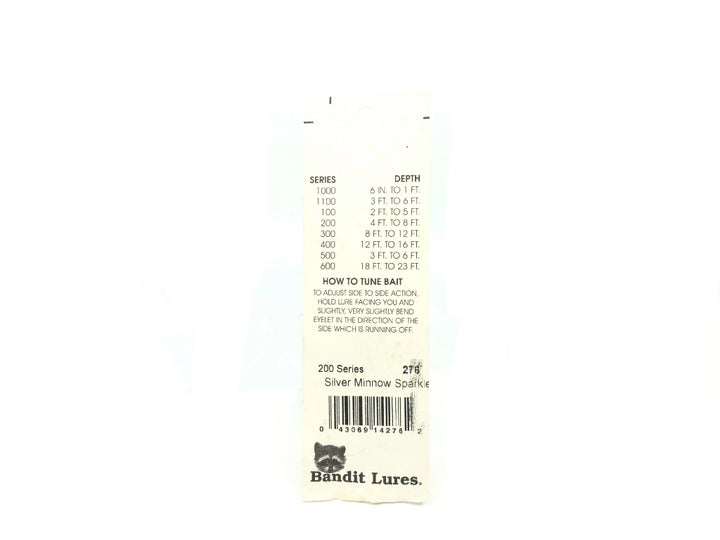 SERIES DEPTH
1000 6 IN. TO 1 FT.
1100 3 FT. TO 6 FT.
100 2 FT. TO 5 FT.
200 4 FT. TO 8 FT.
300 8 FT. TO 12 FT.
400 12 FT. TO 16 FT.
500 3 FT. TO 6 FT.
600 18 FT. TO 23 FT.
HOW TO TUNE BAIT
TO ADJUST SIDE TO SIDE ACTION,
HOLD LURE FACING YOU AND
SLIGHTLY, VERY SLIGHTLY BEND
EYELET IN THE DIRECTION OF THE
SIDE WHICH IS RUNNING OFF.
200 Series 276
Silver Minnow Sparkle
0 43069 14276 2
Bandit Lures.